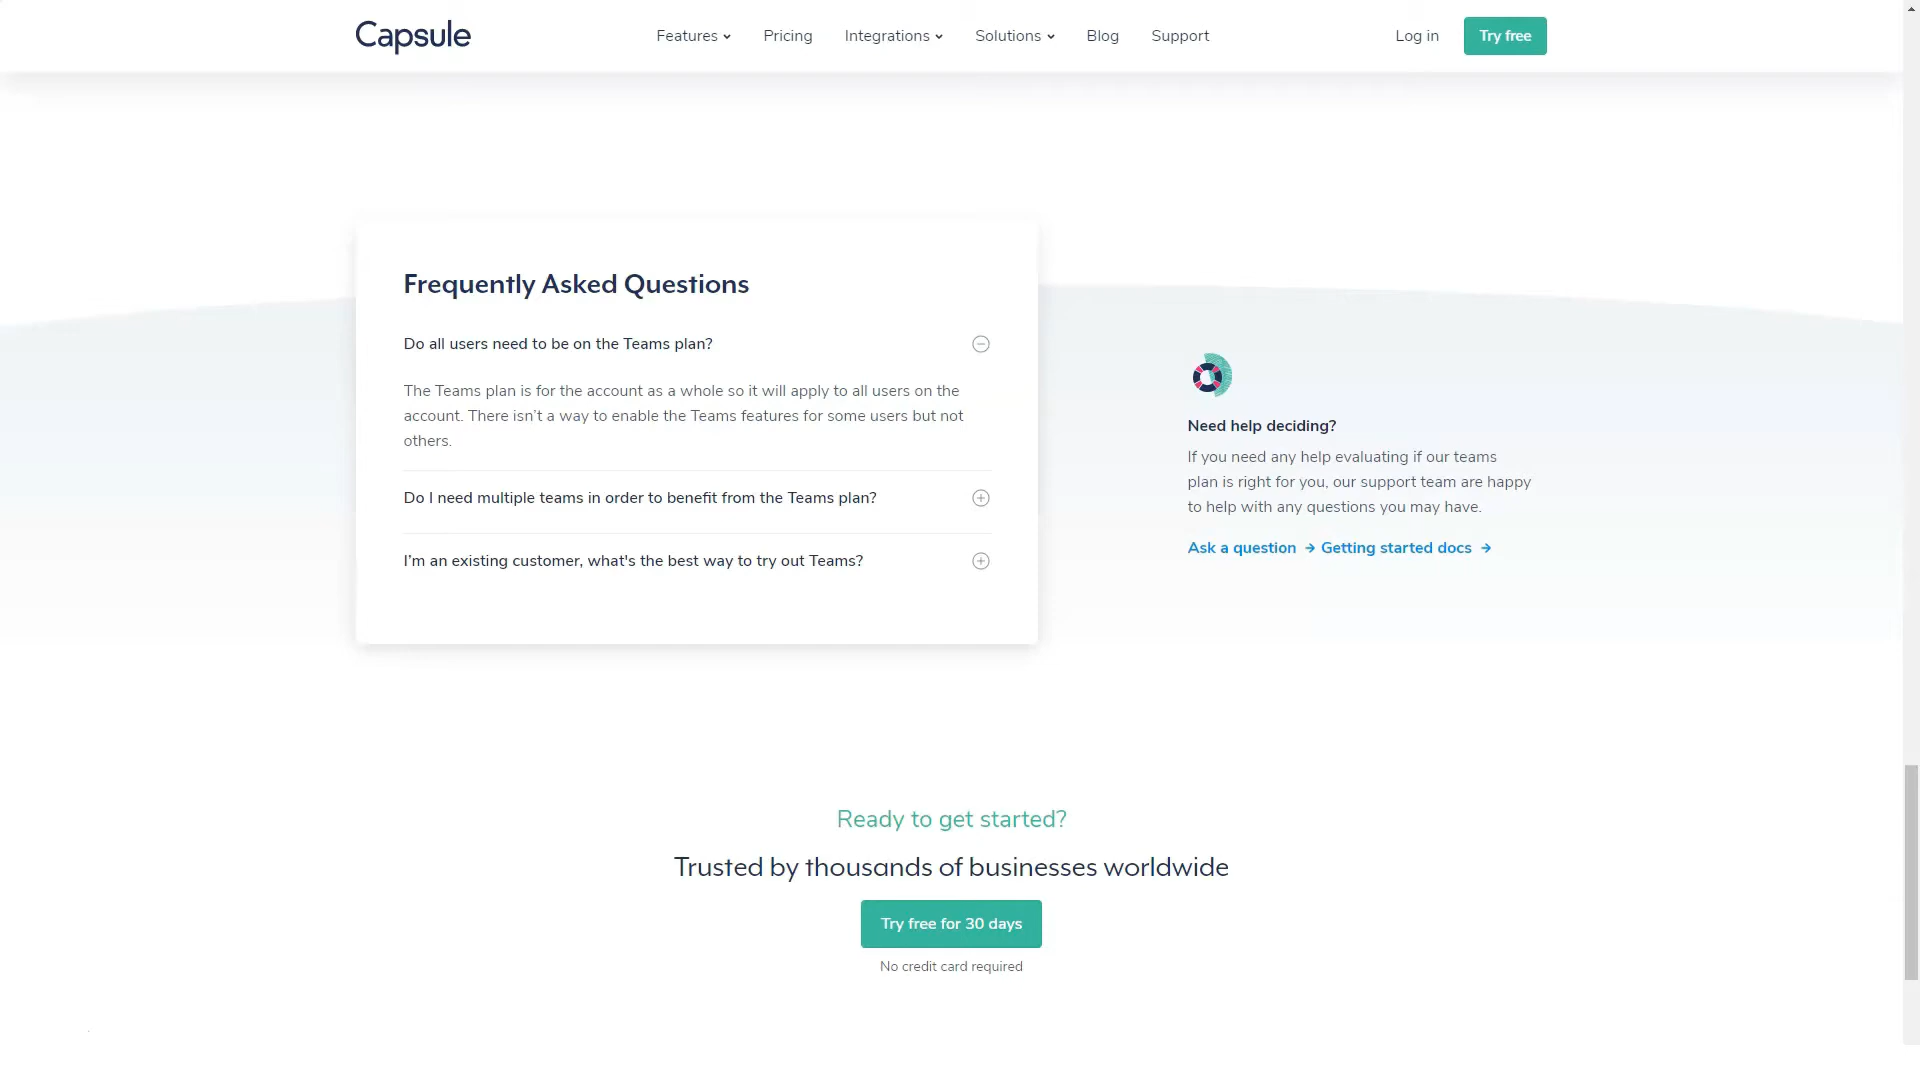 Capsule
Features
Pricing
Integrations
Solutions
Blog
Support
Log in
Try free
Frequently Asked Questions
Do all users need to be on the Teams plan?
The Teams plan is for the account as a whole so it will apply to all users on the
account. There isn’t a way to enable the Teams features for some users but not
others.
Do I need multiple teams in order to benefit from the Teams plan?
I’m an existing customer, what's the best way to try out Teams?
Need help deciding?
If you need any help evaluating if our teams
plan is right for you, our support team are happy
to help with any questions you may have.
Ask a question → Getting started docs →
Ready to get started?
Trusted by thousands of businesses worldwide
Try free for 30 days
No credit card required